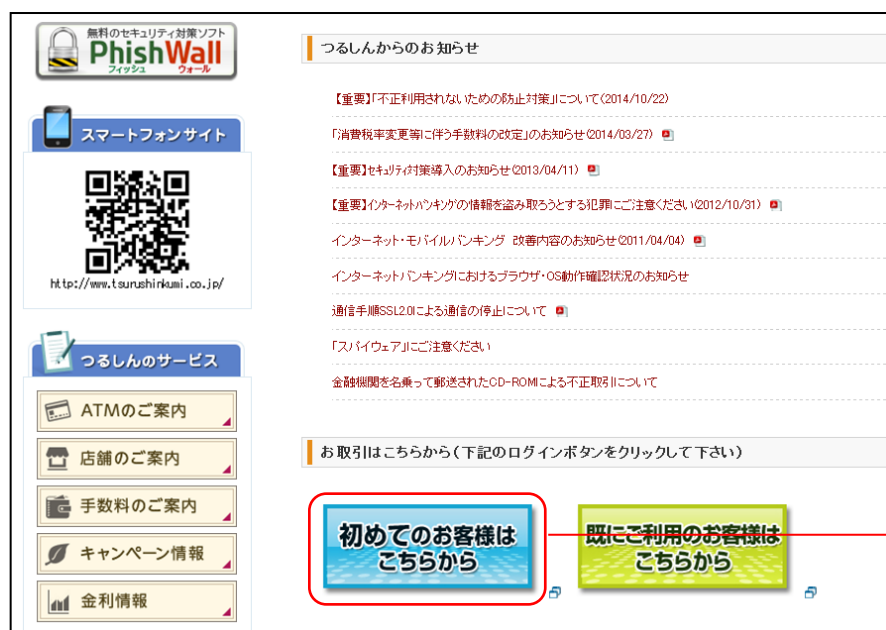 無料のセキュリティ対策ソフト
PhishWall
フィッシュ ウォール
スマートフォンサイト
http://www.tsurushinkumi.co.jp/
つるしんのサービス
ATMのご案内
店舗のご案内
手数料のご案内
キャンペーン情報
金利情報
つるしんからのお知らせ
【重要】「不正利用されないための防止対策」について(2014/10/22)
「消費税率変更等に伴う手数料の改定」のお知らせ(2014/03/27)
【重要】セキュリティ対策導入のお知らせ(2013/04/11)
【重要】インターネットバンキングの情報を盗み取ろうとする犯罪にご注意ください(2012/10/31)
インターネット・モバイルバンキング 改善内容のお知らせ(2011/04/04)
インターネットバンキングにおけるブラウザ・OS動作確認状況のお知らせ
通信手順SSL2.0による通信の停止について
「スパイウェア」にご注意ください
金融機関を名乗って郵送されたCD-ROMによる不正取引について
お取引はこちらから(下記のログインボタンをクリックして下さい)
初めてのお客様は
こちらから
既にご利用のお客様は
こちらから